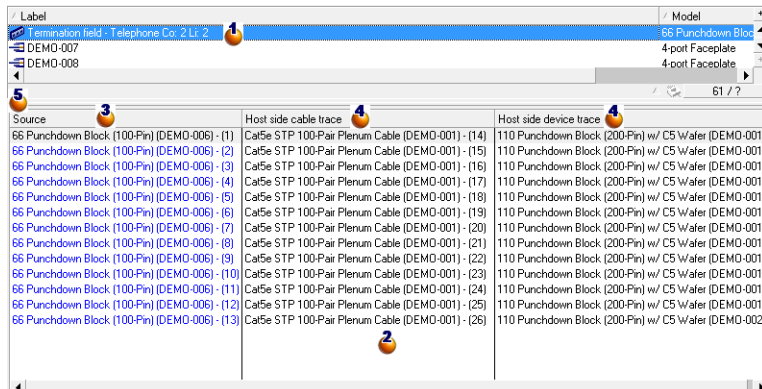 Label Model
Termination field - Telephone Co: 2 Li: 2 1 66 Punchdown Bloc
DEMO-007 4-port Faceplate
DEMO-008 4-port Faceplate
61 / ?
5 3 4 4
Source Host side cable trace Host side device trace
66 Punchdown Block (100-Pin) (DEMO-006) - (1) Cat5e STP 100-Pair Plenum Cable (DEMO-001) - (14) 110 Punchdown Block (200-Pin) w/ C5 Wafer (DEMO-001
66 Punchdown Block (100-Pin) (DEMO-006) - (2) Cat5e STP 100-Pair Plenum Cable (DEMO-001) - (15) 110 Punchdown Block (200-Pin) w/ C5 Wafer (DEMO-001
66 Punchdown Block (100-Pin) (DEMO-006) - (3) Cat5e STP 100-Pair Plenum Cable (DEMO-001) - (16) 110 Punchdown Block (200-Pin) w/ C5 Wafer (DEMO-001
66 Punchdown Block (100-Pin) (DEMO-006) - (4) Cat5e STP 100-Pair Plenum Cable (DEMO-001) - (17) 110 Punchdown Block (200-Pin) w/ C5 Wafer (DEMO-001
66 Punchdown Block (100-Pin) (DEMO-006) - (5) Cat5e STP 100-Pair Plenum Cable (DEMO-001) - (18) 110 Punchdown Block (200-Pin) w/ C5 Wafer (DEMO-001
66 Punchdown Block (100-Pin) (DEMO-006) - (6) Cat5e STP 100-Pair Plenum Cable (DEMO-001) - (19) 110 Punchdown Block (200-Pin) w/ C5 Wafer (DEMO-001
66 Punchdown Block (100-Pin) (DEMO-006) - (7) Cat5e STP 100-Pair Plenum Cable (DEMO-001) - (20) 110 Punchdown Block (200-Pin) w/ C5 Wafer (DEMO-001
66 Punchdown Block (100-Pin) (DEMO-006) - (8) Cat5e STP 100-Pair Plenum Cable (DEMO-001) - (21) 110 Punchdown Block (200-Pin) w/ C5 Wafer (DEMO-001
66 Punchdown Block (100-Pin) (DEMO-006) - (9) Cat5e STP 100-Pair Plenum Cable (DEMO-001) - (22) 110 Punchdown Block (200-Pin) w/ C5 Wafer (DEMO-001
66 Punchdown Block (100-Pin) (DEMO-006) - (10) Cat5e STP 100-Pair Plenum Cable (DEMO-001) - (23) 110 Punchdown Block (200-Pin) w/ C5 Wafer (DEMO-001
66 Punchdown Block (100-Pin) (DEMO-006) - (11) Cat5e STP 100-Pair Plenum Cable (DEMO-001) - (24) 110 Punchdown Block (200-Pin) w/ C5 Wafer (DEMO-001
66 Punchdown Block (100-Pin) (DEMO-006) - (12) Cat5e STP 100-Pair Plenum Cable (DEMO-001) - (25) 110 Punchdown Block (200-Pin) w/ C5 Wafer (DEMO-001
66 Punchdown Block (100-Pin) (DEMO-006) - (13) Cat5e STP 100-Pair Plenum Cable (DEMO-001) - (26) 110 Punchdown Block (200-Pin) w/ C5 Wafer (DEMO-002
2